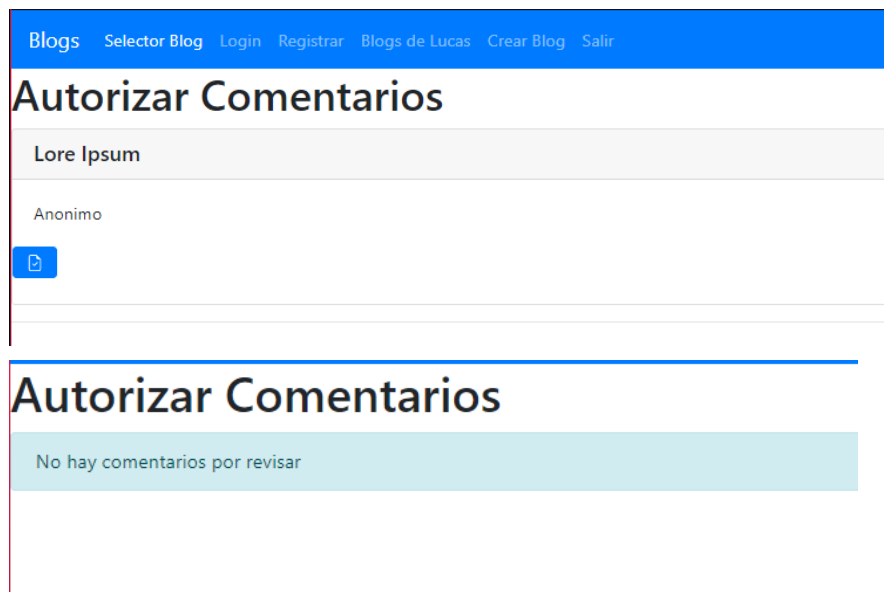 Blogs Selector Blog Login Registrar Blogs de Lucas Crear Blog Salir
Autorizar Comentarios
Lore Ipsum
Anonimo
Autorizar Comentarios
No hay comentarios por revisar